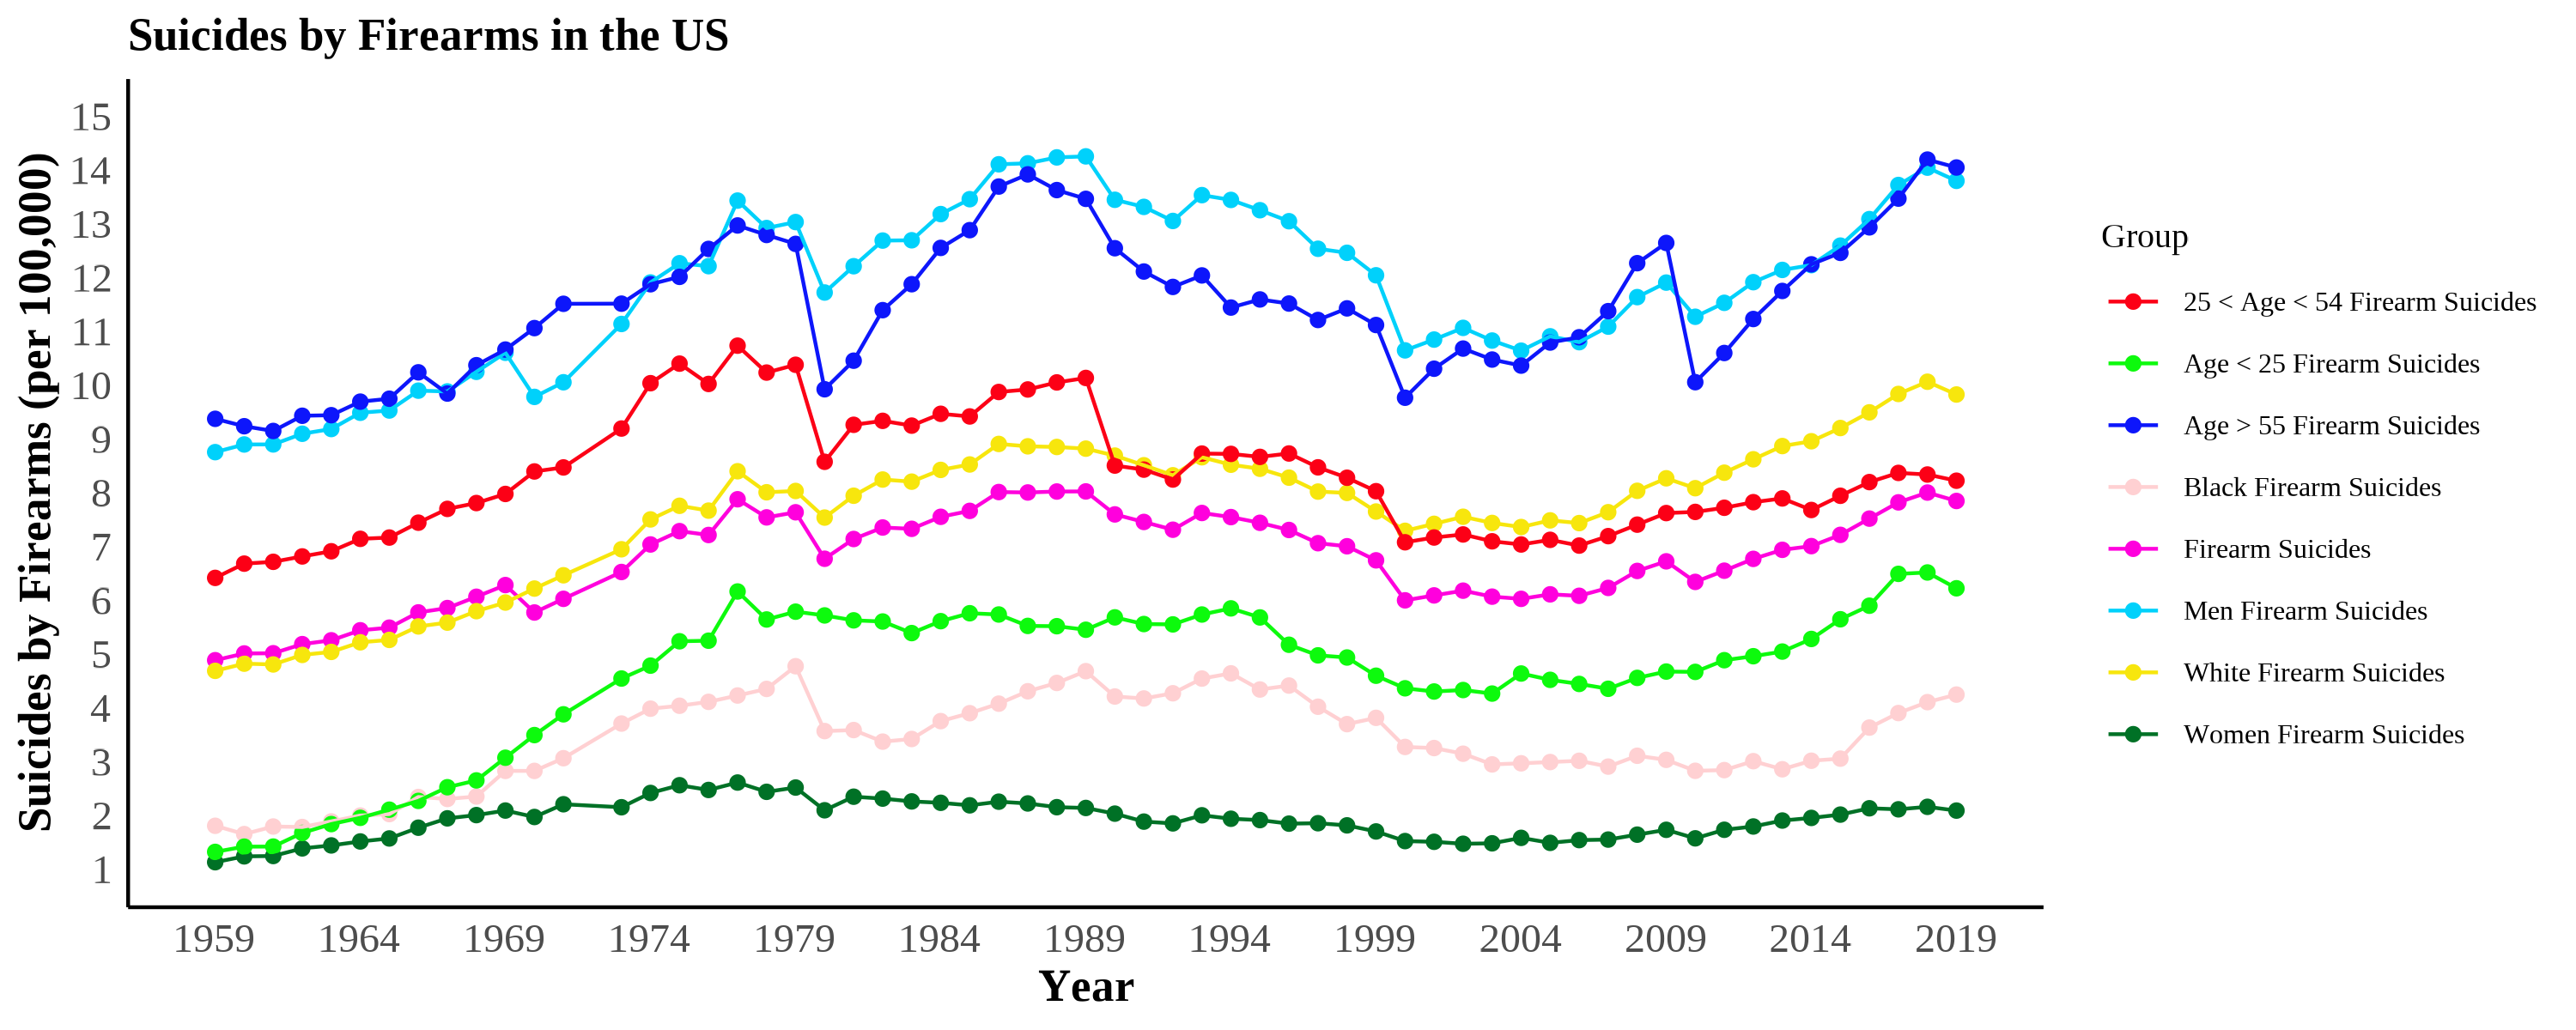 Suicides by Firearms in the US
Suicides by Firearms (per 100,000)
15
14
13
12
11
10
9
8
7
6
5
4
3
2
1
1959 1964 1969 1974 1979 1984 1989 1994 1999 2004 2009 2014 2019
Year
Group
25 < Age < 54 Firearm Suicides
Age < 25 Firearm Suicides
Age > 55 Firearm Suicides
Black Firearm Suicides
Firearm Suicides
Men Firearm Suicides
White Firearm Suicides
Women Firearm Suicides